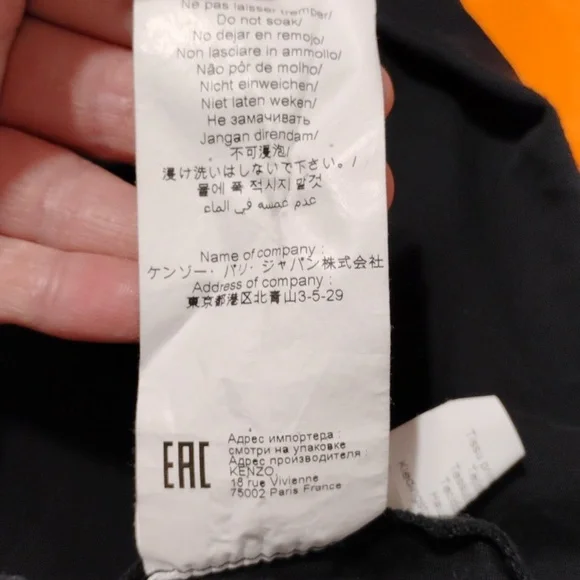 Ne pas laisser tremper/
Do not soak/
No dejar en remojo/
Non lasciare in ammollo/
Não pôr de molho/
Nicht einweichen/
Niet laten weken/
Не замачивать
Jangan direndam/
不可浸泡/
浸け洗いはしないで下さい。/
물에 푹 적시지 말것
عدم غمسه في الماء
Name of company :
ケンゾー・パリ・ジャパン株式会社
Address of company :
東京都港区北青山3-5-29
EAC
Адрес импортера :
смотри на упаковке
Адрес производителя :
KENZO
18 rue Vivienne
75002 Paris France